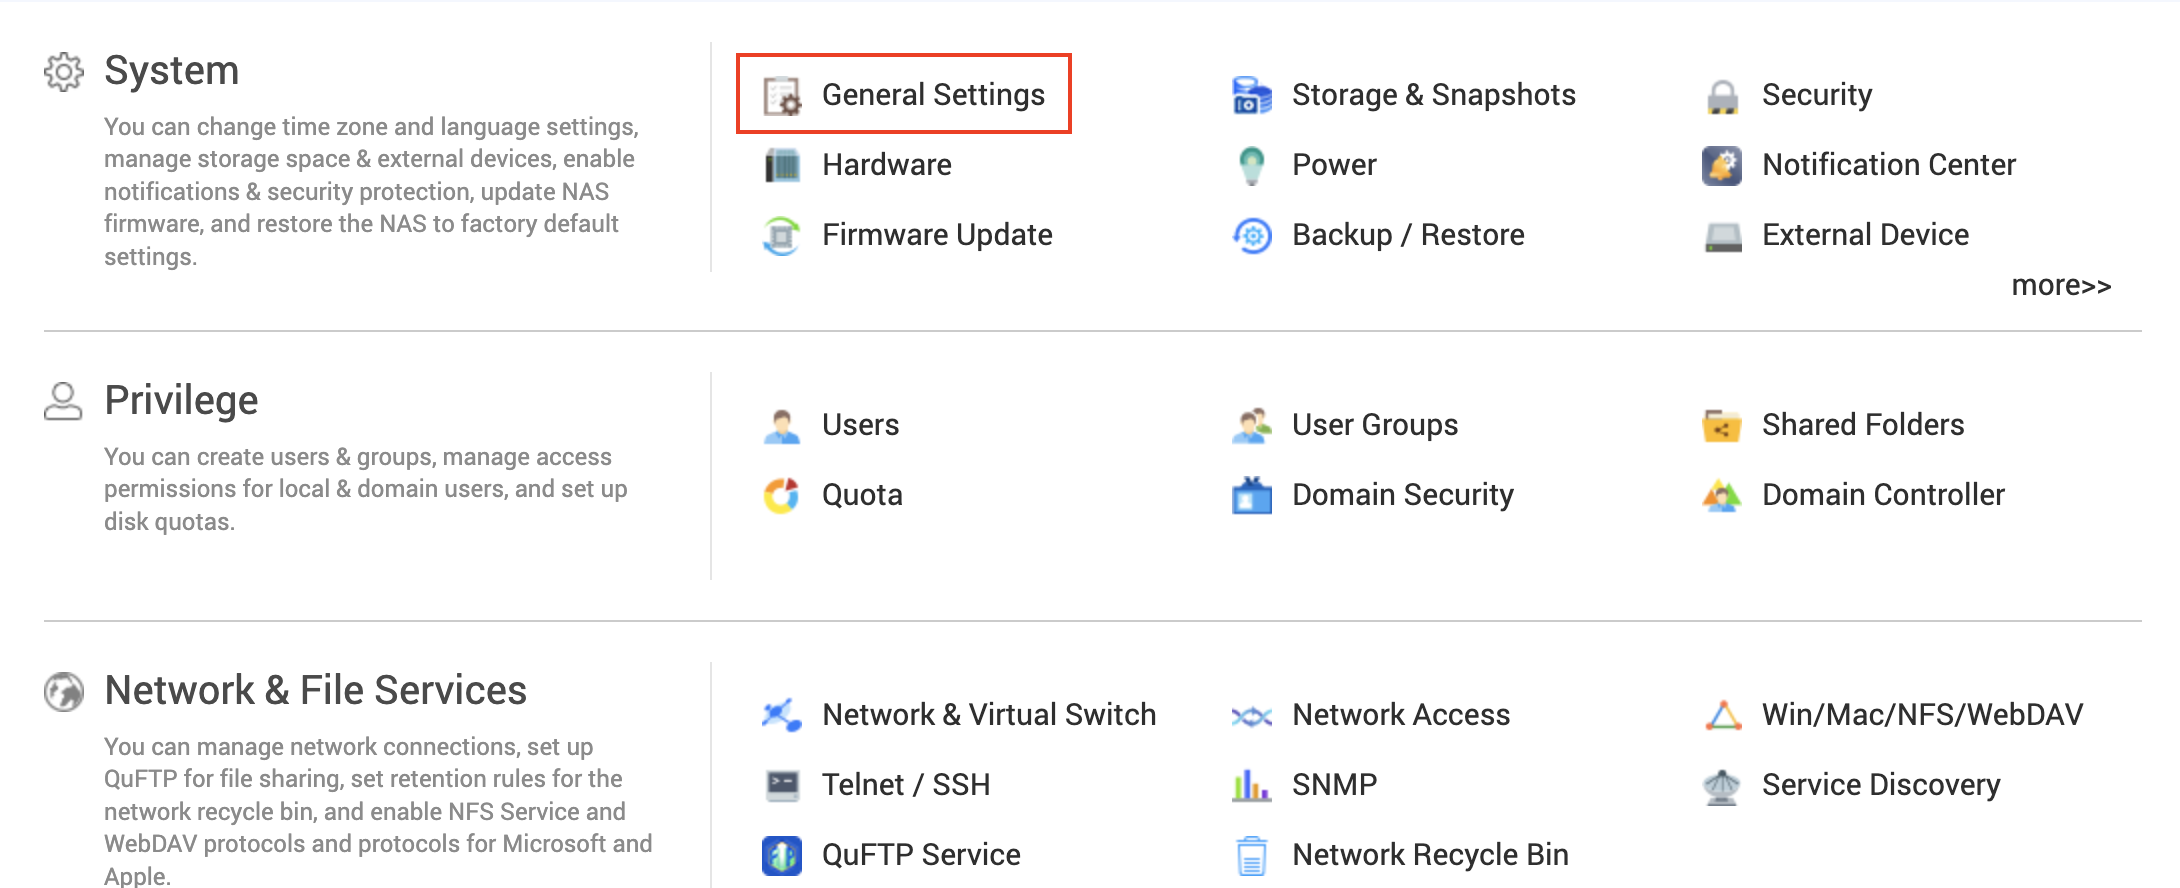 System
You can change time zone and language settings,
manage storage space & external devices, enable
notifications & security protection, update NAS
firmware, and restore the NAS to factory default
settings.
General Settings
Storage & Snapshots
Security
Hardware
Power
Notification Center
Firmware Update
Backup / Restore
External Device
more>>
Privilege
You can create users & groups, manage access
permissions for local & domain users, and set up
disk quotas.
Users
User Groups
Shared Folders
Quota
Domain Security
Domain Controller
Network & File Services
You can manage network connections, set up
QuFTP for file sharing, set retention rules for the
network recycle bin, and enable NFS Service and
WebDAV protocols and protocols for Microsoft and
Apple.
Network & Virtual Switch
Network Access
Win/Mac/NFS/WebDAV
Telnet / SSH
SNMP
Service Discovery
QuFTP Service
Network Recycle Bin